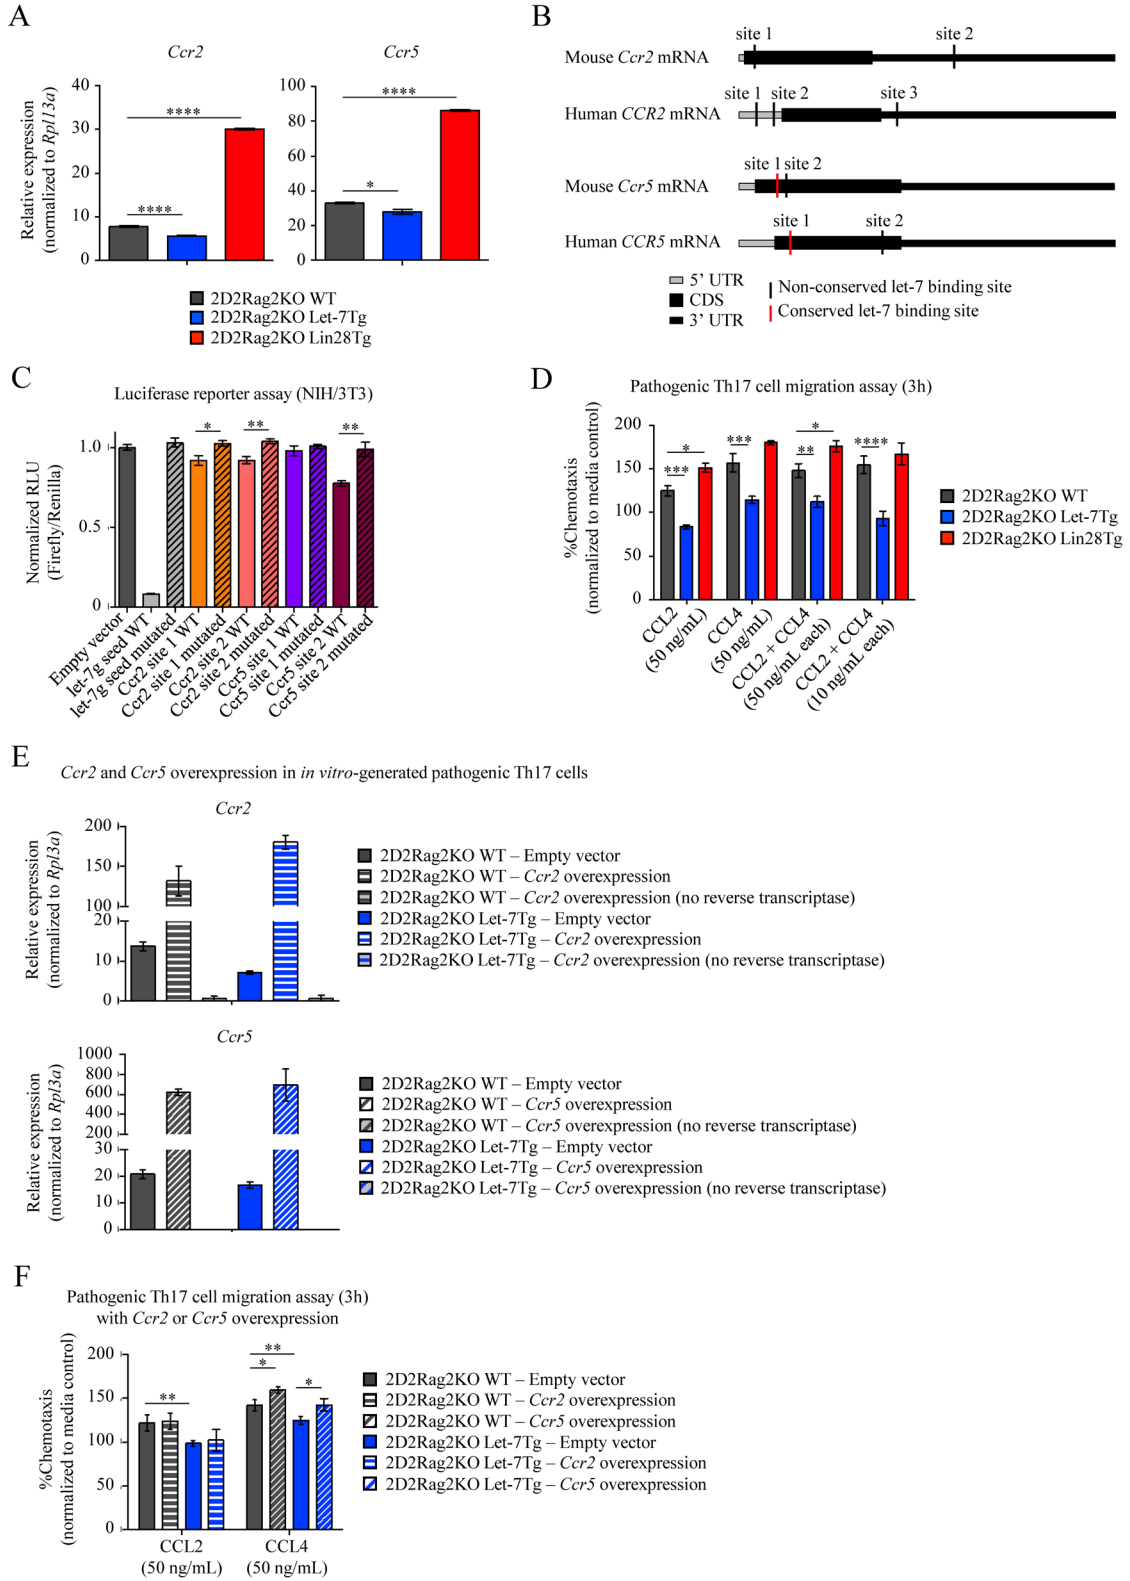 A
Ccr2
Ccr5
Relative expression
(normalized to Rpl13a)
40
30
20
10
0
****
****
100
80
60
40
20
0
****
*
2D2Rag2KO WT
2D2Rag2KO Let-7Tg
2D2Rag2KO Lin28Tg
B
site 1 site 2
Mouse Ccr2 mRNA
site 1 site 2 site 3
Human CCR2 mRNA
site 1 site 2
Mouse Ccr5 mRNA
site 1 site 2
Human CCR5 mRNA
5’ UTR
CDS
3’ UTR
Non-conserved let-7 binding site
Conserved let-7 binding site
C
Luciferase reporter assay (NIH/3T3)
Normalized RLU
(Firefly/Renilla)
1.0
0.5
0
* ** **
Empty vector
let-7g seed WT
let-7g seed mutated
Ccr2 site 1 WT
Ccr2 site 1 mutated
Ccr2 site 2 WT
Ccr2 site 2 mutated
Ccr5 site 1 WT
Ccr5 site 1 mutated
Ccr5 site 2 WT
Ccr5 site 2 mutated
D
Pathogenic Th17 cell migration assay (3h)
%Chemotaxis
(normalized to media control)
200
150
100
50
0
*
***
***
*
**
****
CCL2
(50 ng/mL)
CCL4
(50 ng/mL)
CCL2 + CCL4
(50 ng/mL each)
CCL2 + CCL4
(10 ng/mL each)
2D2Rag2KO WT
2D2Rag2KO Let-7Tg
2D2Rag2KO Lin28Tg
E
Ccr2 and Ccr5 overexpression in in vitro-generated pathogenic Th17 cells
Ccr2
Relative expression
(normalized to Rpl3a)
200
150
100
20
10
0
2D2Rag2KO WT – Empty vector
2D2Rag2KO WT – Ccr2 overexpression
2D2Rag2KO WT – Ccr2 overexpression (no reverse transcriptase)
2D2Rag2KO Let-7Tg – Empty vector
2D2Rag2KO Let-7Tg – Ccr2 overexpression
2D2Rag2KO Let-7Tg – Ccr2 overexpression (no reverse transcriptase)
Ccr5
Relative expression
(normalized to Rpl3a)
1000
800
600
400
200
30
20
10
0
2D2Rag2KO WT – Empty vector
2D2Rag2KO WT – Ccr5 overexpression
2D2Rag2KO WT – Ccr5 overexpression (no reverse transcriptase)
2D2Rag2KO Let-7Tg – Empty vector
2D2Rag2KO Let-7Tg – Ccr5 overexpression
2D2Rag2KO Let-7Tg – Ccr5 overexpression (no reverse transcriptase)
F
Pathogenic Th17 cell migration assay (3h)
with Ccr2 or Ccr5 overexpression
%Chemotaxis
(normalized to media control)
200
150
100
50
0
**
**
*
*
CCL2
(50 ng/mL)
CCL4
(50 ng/mL)
2D2Rag2KO WT – Empty vector
2D2Rag2KO WT – Ccr2 overexpression
2D2Rag2KO WT – Ccr5 overexpression
2D2Rag2KO Let-7Tg – Empty vector
2D2Rag2KO Let-7Tg – Ccr2 overexpression
2D2Rag2KO Let-7Tg – Ccr5 overexpression